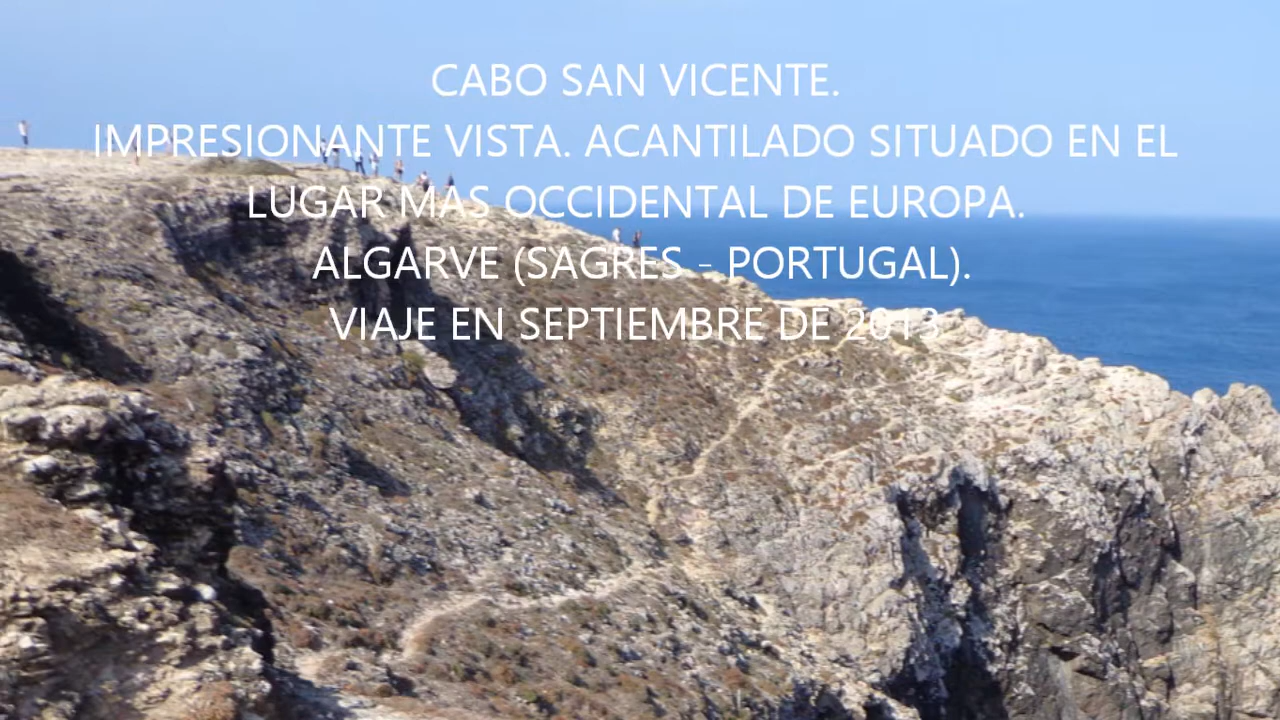 CABO SAN VICENTE.
IMPRESIONANTE VISTA. ACANTILADO SITUADO EN EL
LUGAR MAS OCCIDENTAL DE EUROPA.
ALGARVE (SAGRES - PORTUGAL).
VIAJE EN SEPTIEMBRE DE 2013